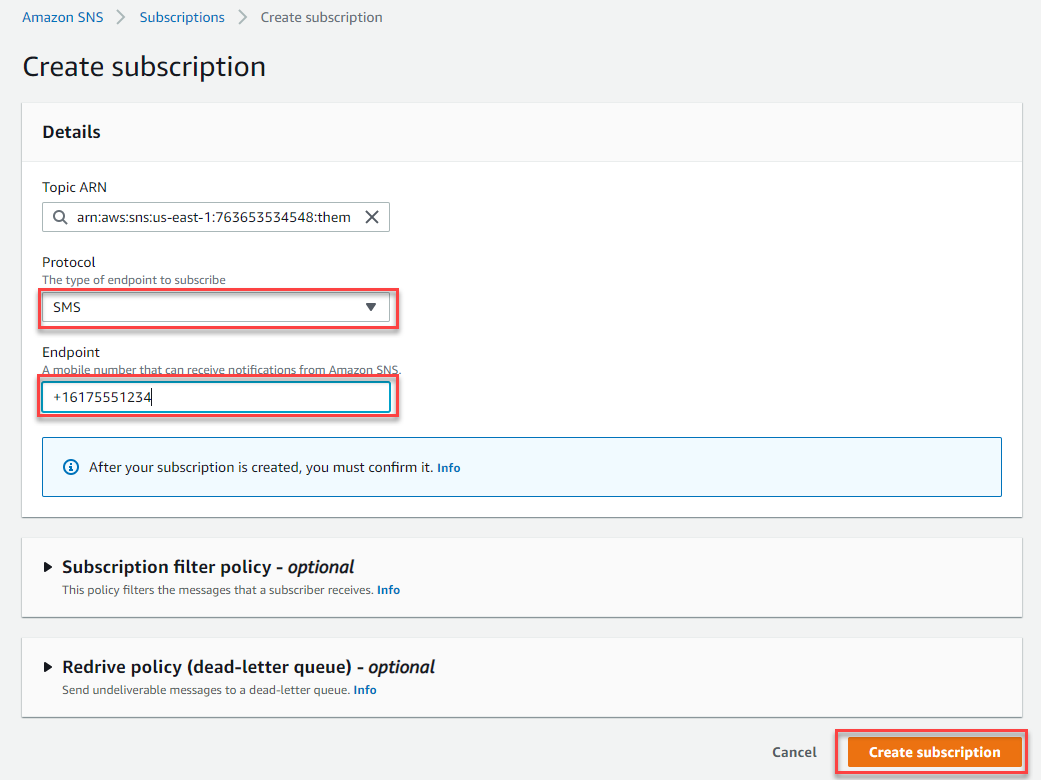 Amazon SNS > Subscriptions > Create subscription
Create subscription
Details
Topic ARN
arn:aws:sns:us-east-1:763653534548:them
Protocol
The type of endpoint to subscribe
SMS
Endpoint
A mobile number that can receive notifications from Amazon SNS.
+16175551234
After your subscription is created, you must confirm it. Info
Subscription filter policy - optional
This policy filters the messages that a subscriber receives. Info
Redrive policy (dead-letter queue) - optional
Send undeliverable messages to a dead-letter queue. Info
Cancel Create subscription